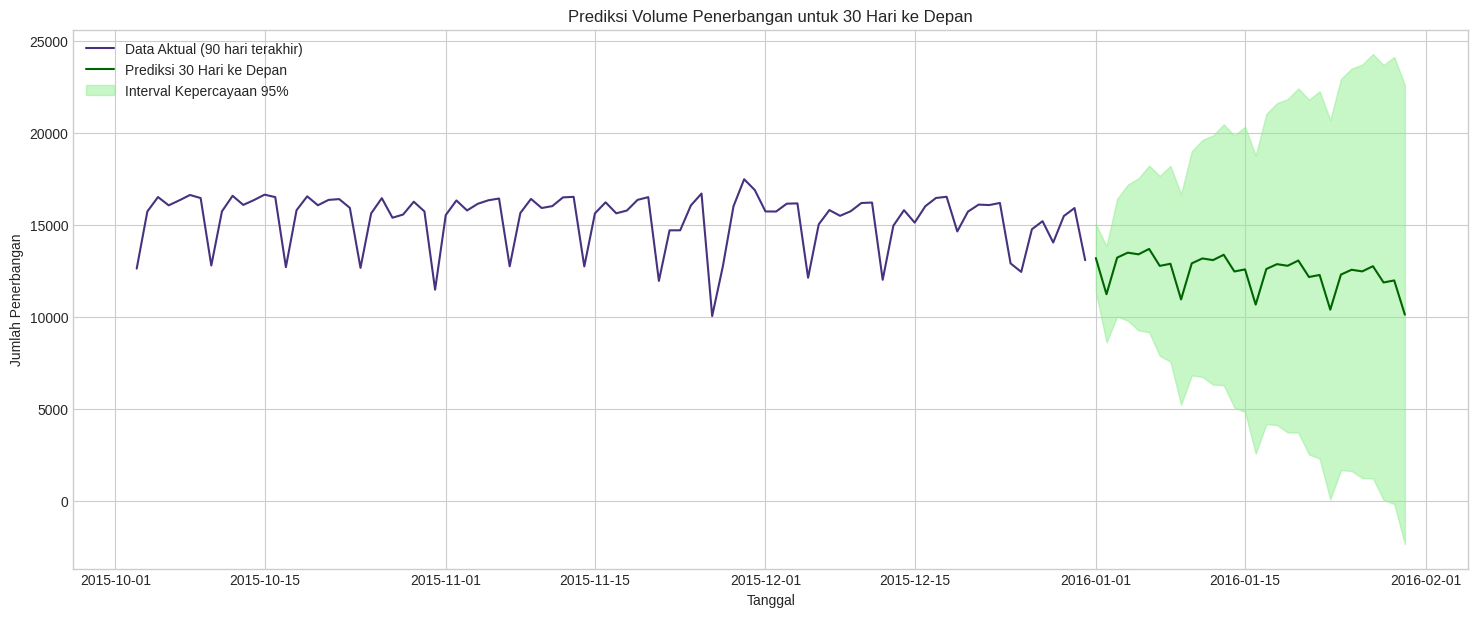 Prediksi Volume Penerbangan untuk 30 Hari ke Depan
Data Aktual (90 hari terakhir)
Prediksi 30 Hari ke Depan
Interval Kepercayaan 95%
Jumlah Penerbangan
25000
20000
15000
10000
5000
0
2015-10-01
2015-10-15
2015-11-01
2015-11-15
2015-12-01
2015-12-15
2016-01-01
2016-01-15
2016-02-01
Tanggal